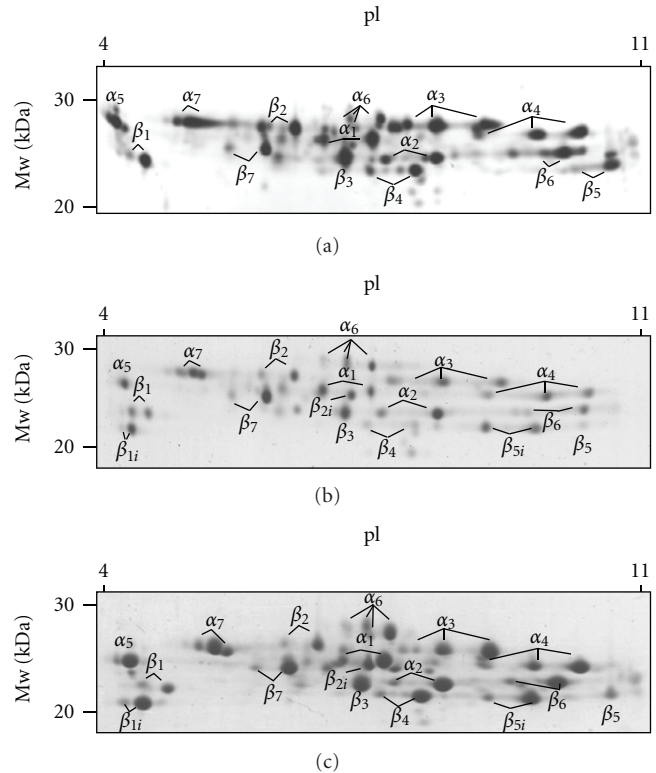 pI
4 11
Mw (kDa)
30
20
α5 α7 β2 α6 α3 α4
β1 α1 α2
β7 β3 β4 β6 β5
(a)
pI
4 11
Mw (kDa)
30
20
α6
α5 α7 β2 α3 α4
β1 α1 α2
β1i β7 β2i β3 β4 β5i β6 β5
(b)
pI
4 11
Mw (kDa)
30
20
α6
α5 α7 β2 α1 α3 α4
β1 α2
β1i β7 β2i β3 β4 β5i β6 β5
(c)